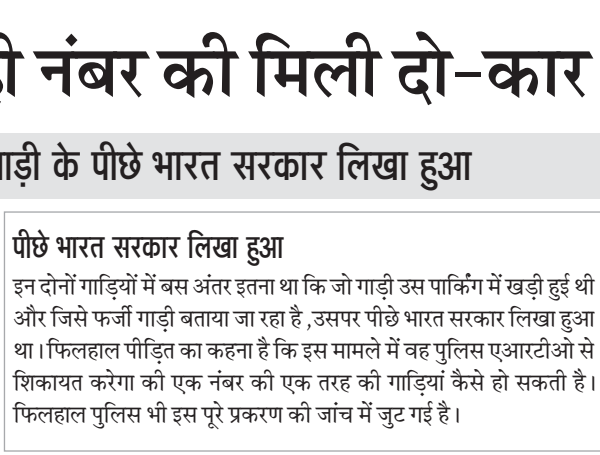 नंबर की मिली दो-कार
के पीछे भारत सरकार लिखा हुआ
पीछे भारत सरकार लिखा हुआ
इन दोनों गाड़ियों में बस अंतर इतना था कि जो गाड़ी उस पार्किंग में खड़ी हुई थी
और जिसे फर्जी गाड़ी बताया जा रहा है ,उसपर पीछे भारत सरकार लिखा हुआ
था। फिलहाल पीड़ित का कहना है कि इस मामले में वह पुलिस एआरटीओ से
शिकायत करेगा की एक नंबर की एक तरह की गाड़ियां कैसे हो सकती है।
फिलहाल पुलिस भी इस पूरे प्रकरण की जांच में जुट गई है।